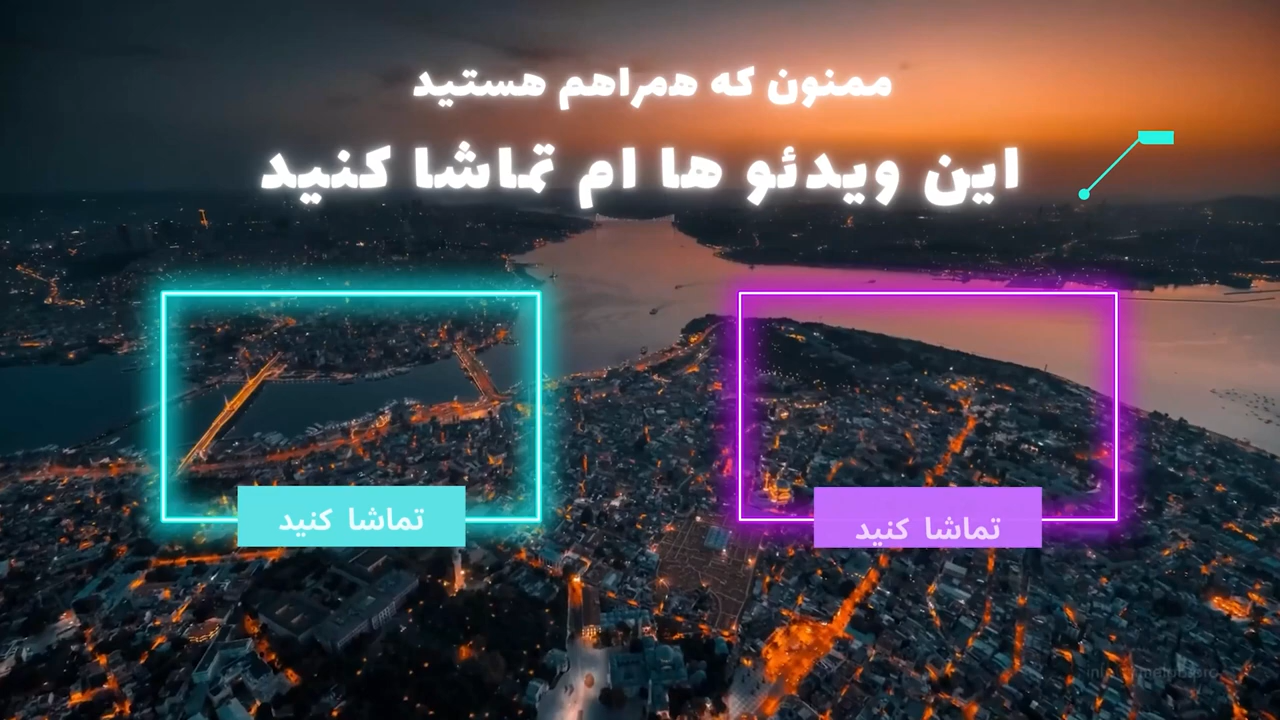 ممنون که همراهم هستید
این ویدئو ها ام تماشا کنید
تماشا کنید
تماشا کنید